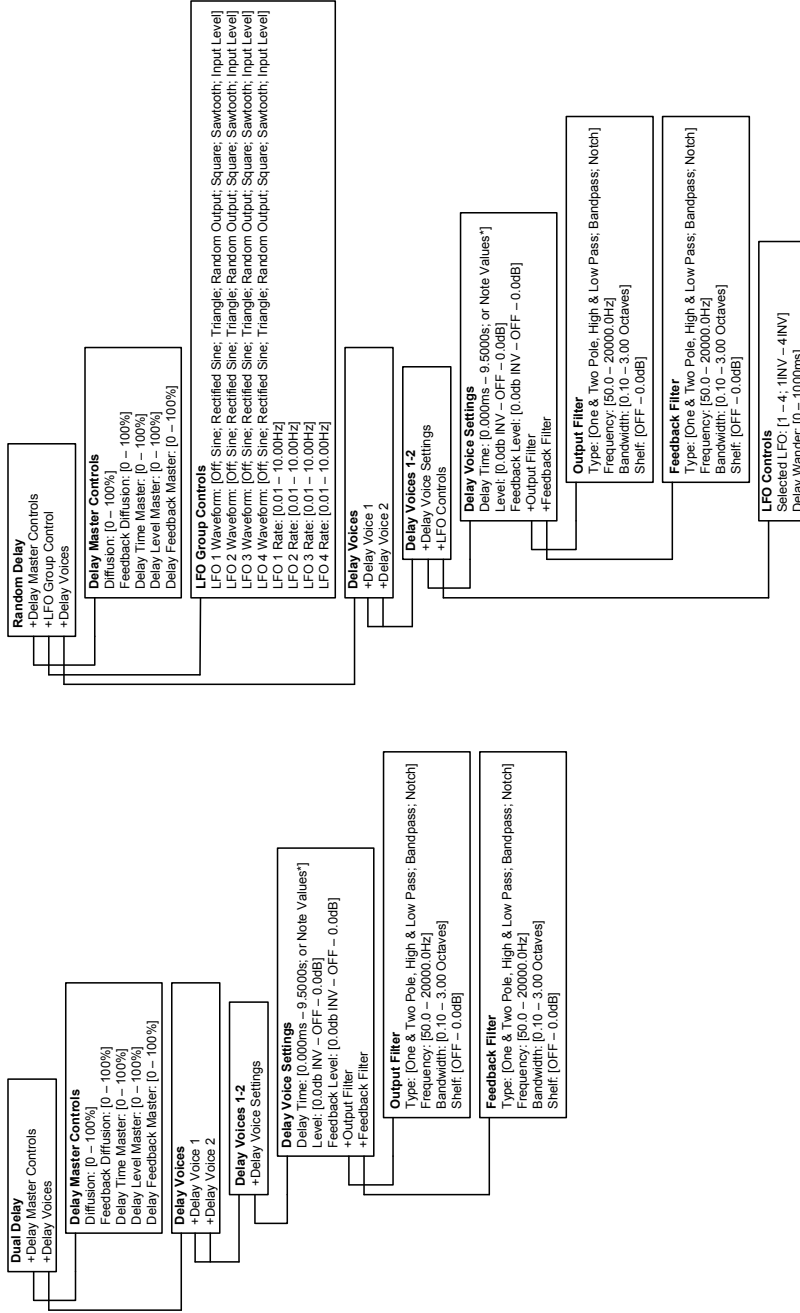 Dual Delay
+Delay Master Controls
+Delay Voices
Delay Master Controls
Diffusion: [0 – 100%]
Feedback Diffusion: [0 – 100%]
Delay Time Master: [0 – 100%]
Delay Level Master: [0 – 100%]
Delay Feedback Master: [0 – 100%]
Delay Voices
+Delay Voice 1
+Delay Voice 2
Delay Voices 1-2
+Delay Voice Settings
Delay Voice Settings
Delay Time: [0.000ms – 9.5000s; or Note Values*]
Level: [0.0db INV – OFF – 0.0dB]
Feedback Level: [0.0db INV – OFF – 0.0dB]
+Output Filter
+Feedback Filter
Output Filter
Type: [One & Two Pole, High & Low Pass; Bandpass; Notch]
Frequency: [50.0 – 20000.0Hz]
Bandwidth: [0.10 – 3.00 Octaves]
Shelf: [OFF – 0.0dB]
Feedback Filter
Type: [One & Two Pole, High & Low Pass; Bandpass; Notch]
Frequency: [50.0 – 20000.0Hz]
Bandwidth: [0.10 – 3.00 Octaves]
Shelf: [OFF – 0.0dB]
Random Delay
+Delay Master Controls
+LFO Group Control
+Delay Voices
Delay Master Controls
Diffusion: [0 – 100%]
Feedback Diffusion: [0 – 100%]
Delay Time Master: [0 – 100%]
Delay Level Master: [0 – 100%]
Delay Feedback Master: [0 – 100%]
LFO Group Controls
LFO 1 Waveform: [Off; Sine; Rectified Sine; Triangle; Random Output; Square; Sawtooth; Input Level]
LFO 2 Waveform: [Off; Sine; Rectified Sine; Triangle; Random Output; Square; Sawtooth; Input Level]
LFO 3 Waveform: [Off; Sine; Rectified Sine; Triangle; Random Output; Square; Sawtooth; Input Level]
LFO 4 Waveform: [Off; Sine; Rectified Sine; Triangle; Random Output; Square; Sawtooth; Input Level]
LFO 1 Rate: [0.01 – 10.00Hz]
LFO 2 Rate: [0.01 – 10.00Hz]
LFO 3 Rate: [0.01 – 10.00Hz]
LFO 4 Rate: [0.01 – 10.00Hz]
Delay Voices
+Delay Voice 1
+Delay Voice 2
Delay Voices 1-2
+Delay Voice Settings
+LFO Controls
Delay Voice Settings
Delay Time: [0.000ms – 9.5000s; or Note Values*]
Level: [0.0db INV – OFF – 0.0dB]
Feedback Level: [0.0db INV – OFF – 0.0dB]
+Output Filter
+Feedback Filter
Output Filter
Type: [One & Two Pole, High & Low Pass; Bandpass; Notch]
Frequency: [50.0 – 20000.0Hz]
Bandwidth: [0.10 – 3.00 Octaves]
Shelf: [OFF – 0.0dB]
Feedback Filter
Type: [One & Two Pole, High & Low Pass; Bandpass; Notch]
Frequency: [50.0 – 20000.0Hz]
Bandwidth: [0.10 – 3.00 Octaves]
Shelf: [OFF – 0.0dB]
LFO Controls
Selected LFO: [1 – 4; 1INV – 4INV]
Delay Wander: [0 – 1000ms]